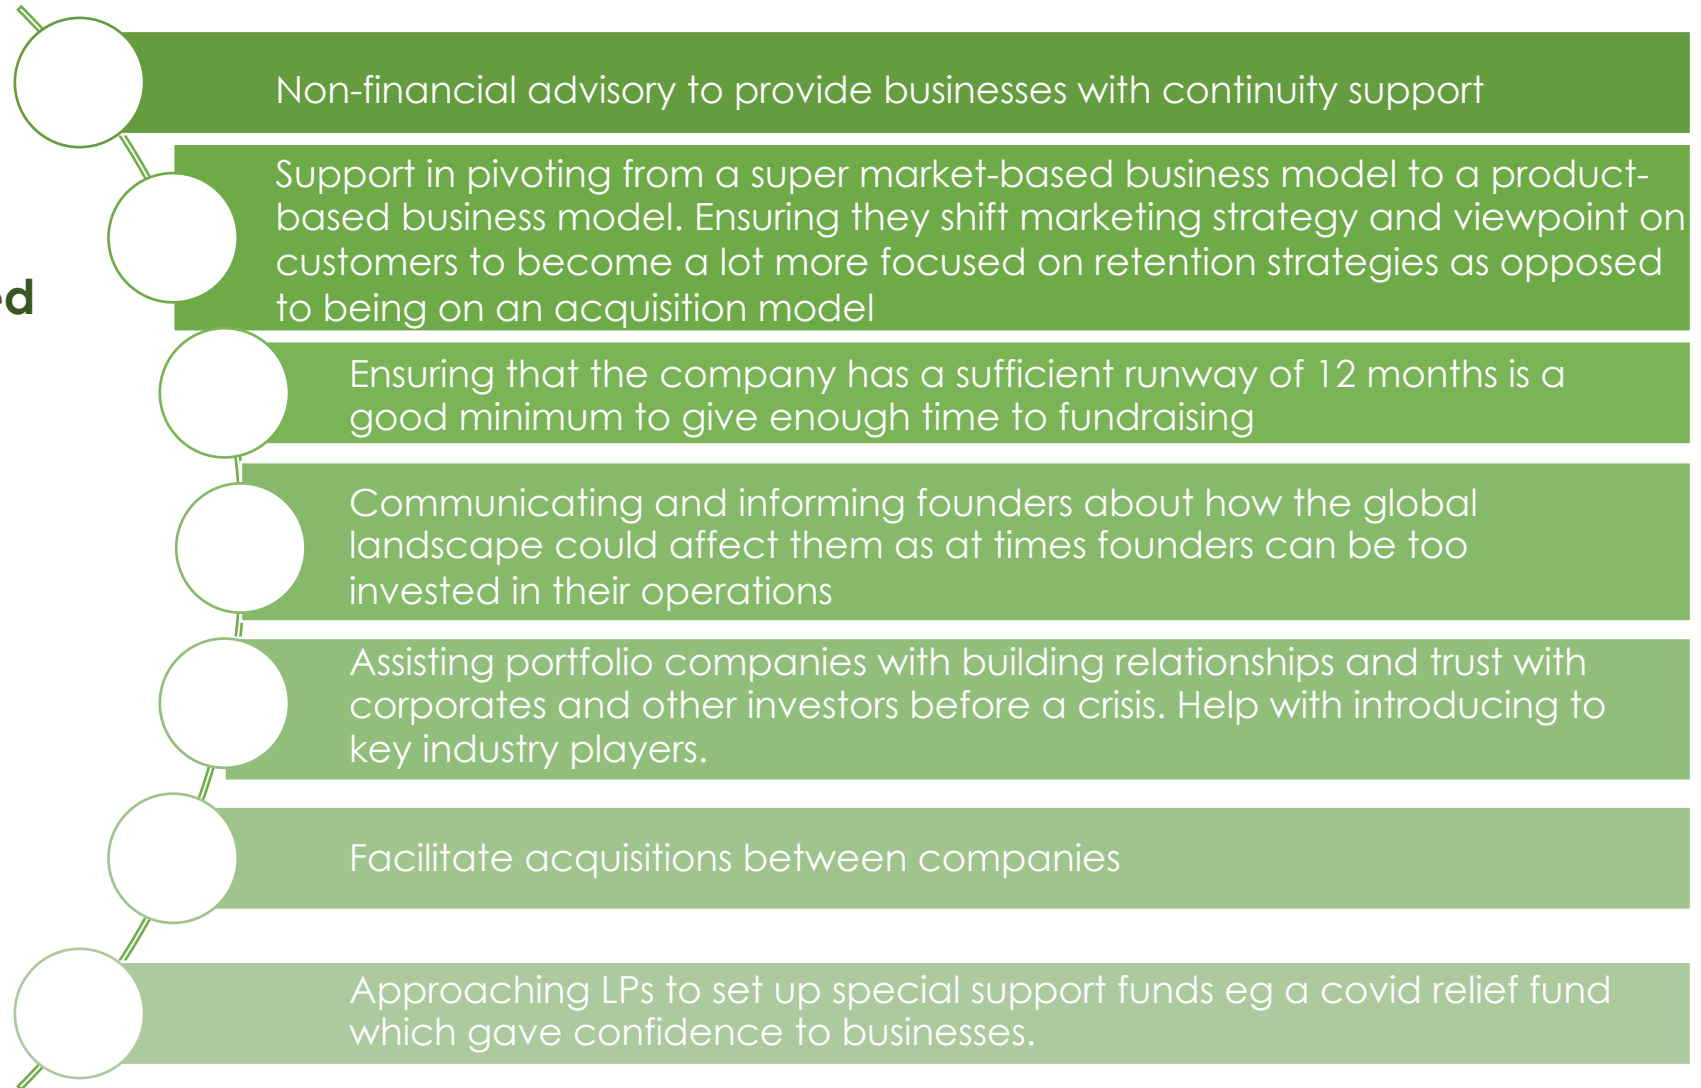 Non-financial advisory to provide businesses with continuity support
Support in pivoting from a super market-based business model to a product-
based business model. Ensuring they shift marketing strategy and viewpoint on
customers to become a lot more focused on retention strategies as opposed
to being on an acquisition model
Ensuring that the company has a sufficient runway of 12 months is a
good minimum to give enough time to fundraising
Communicating and informing founders about how the global
landscape could affect them as at times founders can be too
invested in their operations
Assisting portfolio companies with building relationships and trust with
corporates and other investors before a crisis. Help with introducing to
key industry players.
Facilitate acquisitions between companies
Approaching LPs to set up special support funds eg a covid relief fund
which gave confidence to businesses.